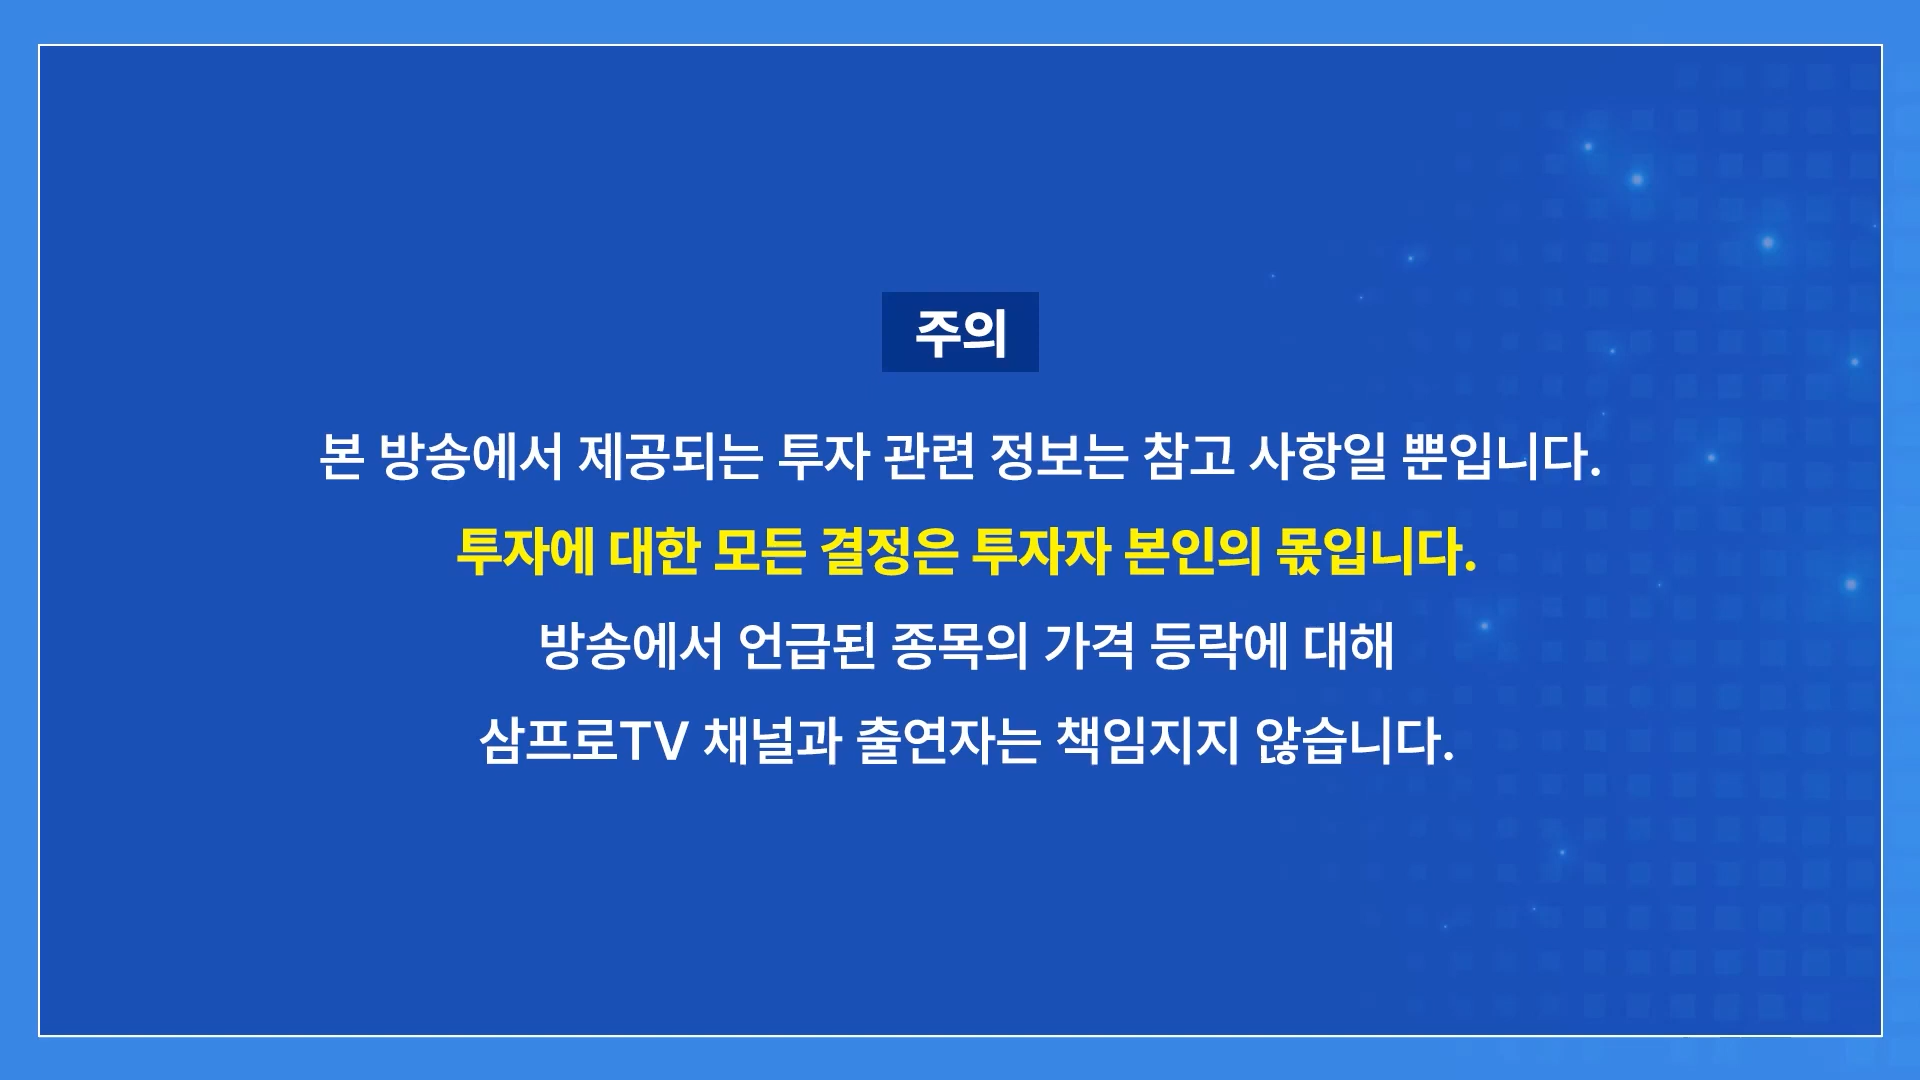 주의
본 방송에서 제공되는 투자 관련 정보는 참고 사항일 뿐입니다.
투자에 대한 모든 결정은 투자자 본인의 몫입니다.
방송에서 언급된 종목의 가격 등락에 대해
삼프로TV 채널과 출연자는 책임지지 않습니다.